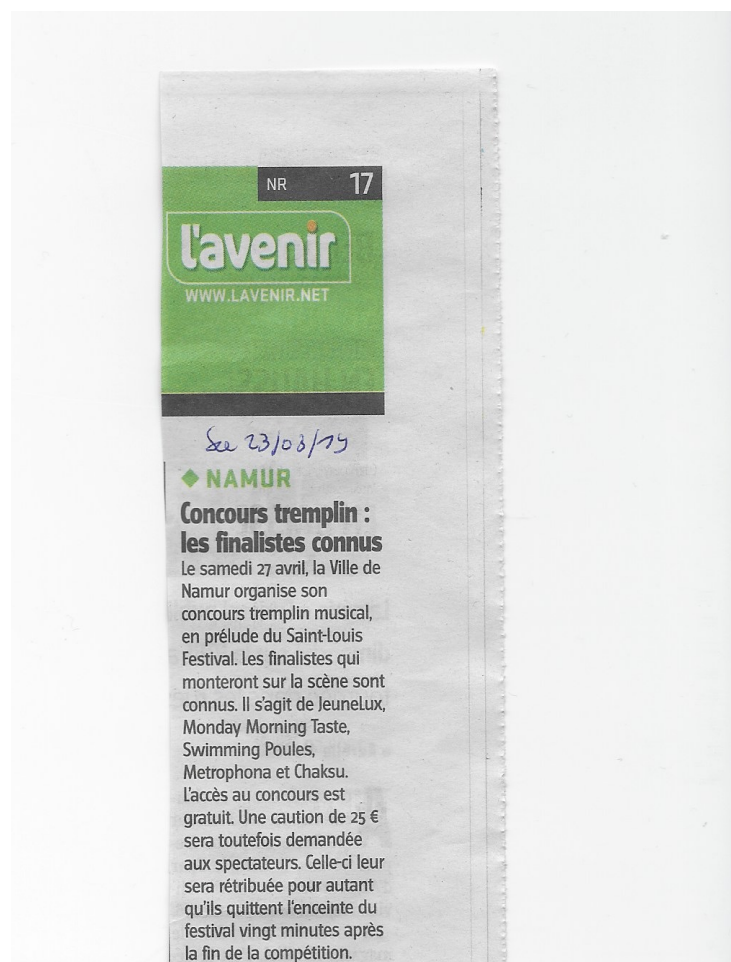 NR 17
l'avenir
WWW.LAVENIR.NET
23/03/19
NAMUR
Concours tremplin :
les finalistes connus
Le samedi 27 avril, la Ville de
Namur organise son
concours tremplin musical,
en prélude du Saint-Louis
Festival. Les finalistes qui
monteront sur la scène sont
connus. Il s'agit de JeuneLux,
Monday Morning Taste,
Swimming Poules,
Metrophona et Chaksu.
L'accès au concours est
gratuit. Une caution de 25 €
sera toutefois demandée
aux spectateurs. Celle-ci leur
sera rétribuée pour autant
qu'ils quittent l'enceinte du
festival vingt minutes après
la fin de la compétition.